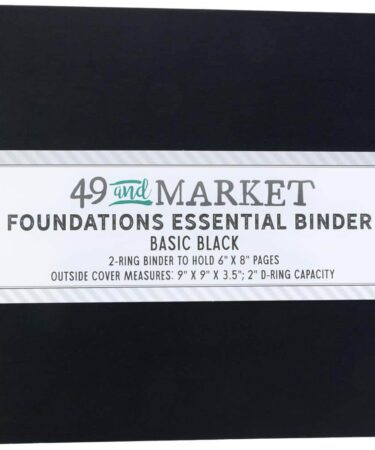 49 and MARKET
FOUNDATIONS ESSENTIAL BINDER
BASIC BLACK
2-RING BINDER TO HOLD 6" X 8" PAGES
OUTSIDE COVER MEASURES: 9" X 9" X 3.5"; 2" D-RING CAPACITY